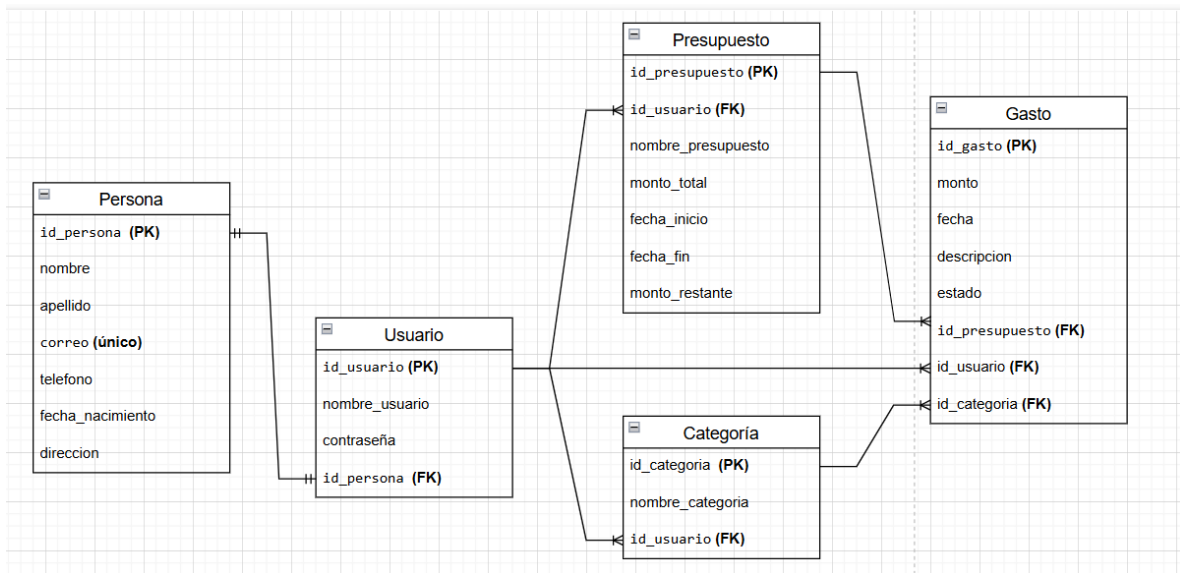 Persona
id_persona (PK)
nombre
apellido
correo (único)
telefono
fecha_nacimiento
direccion
Usuario
id_usuario (PK)
nombre_usuario
contraseña
id_persona (FK)
Presupuesto
id_presupuesto (PK)
id_usuario (FK)
nombre_presupuesto
monto_total
fecha_inicio
fecha_fin
monto_restante
Categoría
id_categoria (PK)
nombre_categoria
id_usuario (FK)
Gasto
id_gasto (PK)
monto
fecha
descripcion
estado
id_presupuesto (FK)
id_usuario (FK)
id_categoria (FK)